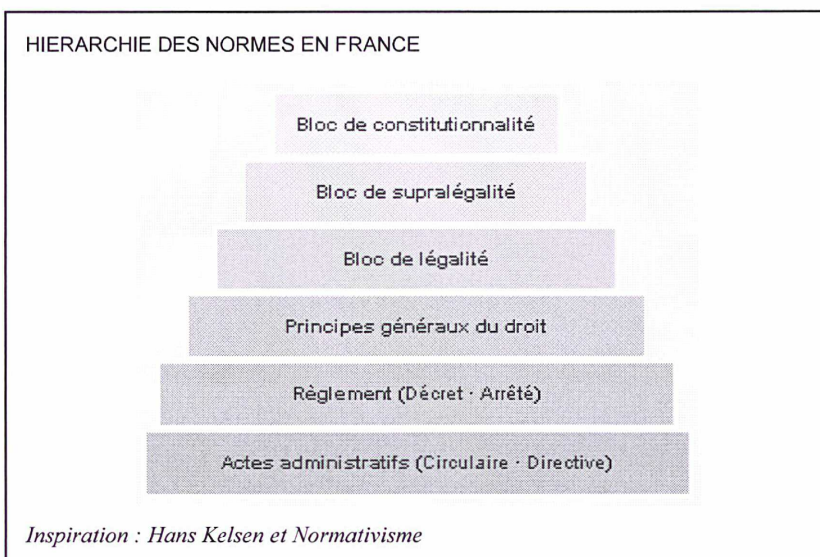 HIERARCHIE DES NORMES EN FRANCE
Bloc de constitutionnalité
Bloc de supralégalité
Bloc de légalité
Principes généraux du droit
Règlement (Décret · Arrêté)
Actes administratifs (Circulaire · Directive)
Inspiration : Hans Kelsen et Normativisme